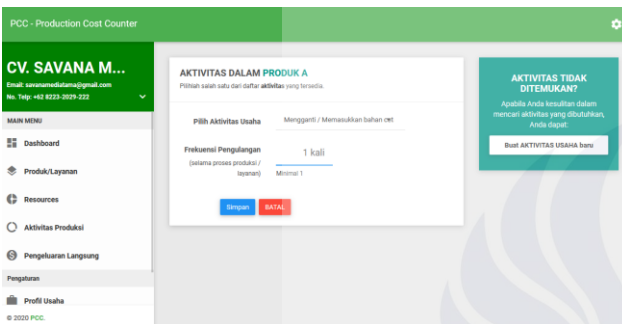 PCC - Production Cost Counter
CV. SAVANA M...
Email: savanamediatama@gmail.com
No. Telp: +62 8223-2029-222
MAIN MENU
Dashboard
Produk/Layanan
Resources
Aktivitas Produksi
Pengeluaran Langsung
Pengaturan
Profil Usaha
© 2020 PCC.
AKTIVITAS DALAM PRODUK A
Pilihlah salah satu dari daftar aktivitas yang tersedia.
Pilih Aktivitas Usaha
Mengganti / Memasukkan bahan cet
Frekuensi Pengulangan
(selama proses produksi /
layanan)
1 kali
Minimal 1
Simpan
BATAL
AKTIVITAS TIDAK
DITEMUKAN?
Apabila Anda kesulitan dalam
mencari aktivitas yang dibutuhkan,
Anda dapat:
Buat AKTIVITAS USAHA baru